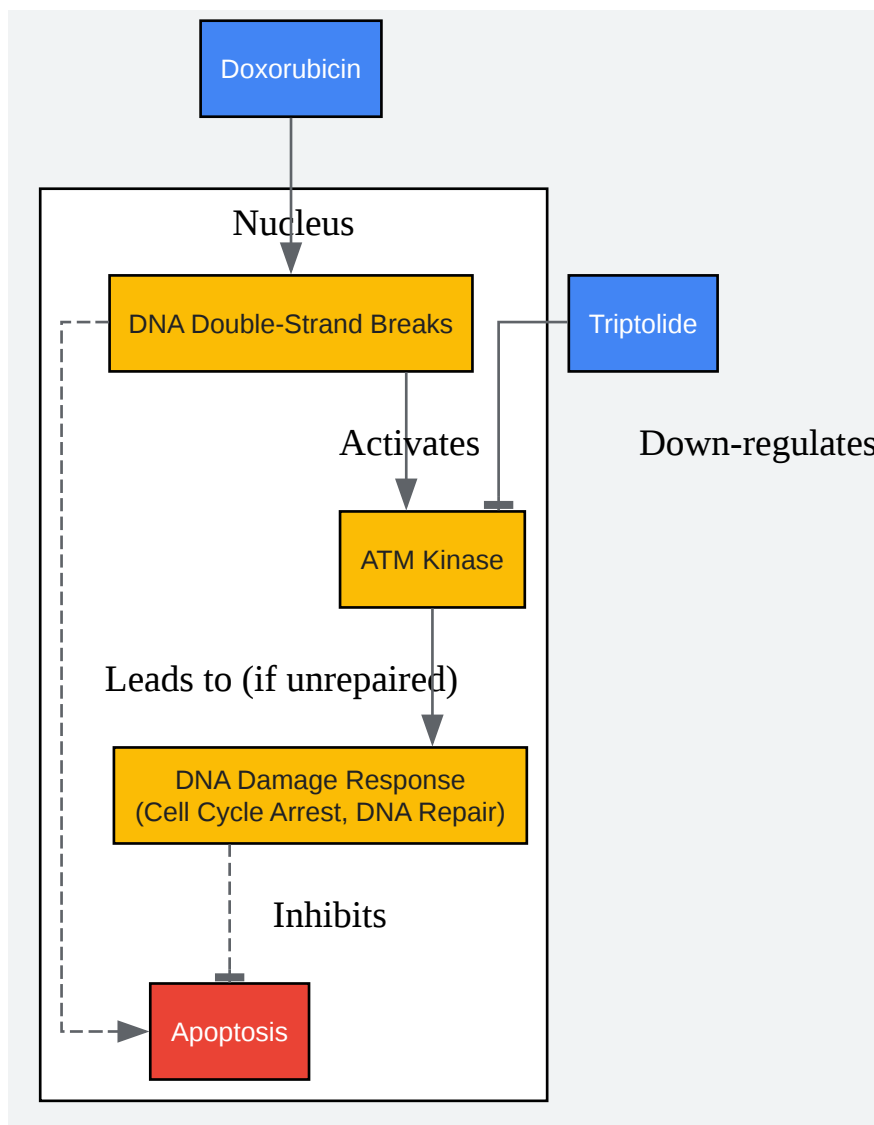 Doxorubicin
Nucleus
DNA Double-Strand Breaks
Triptolide
Activates
Down-regulates
ATM Kinase
Leads to (if unrepaired)
DNA Damage Response
(Cell Cycle Arrest, DNA Repair)
Inhibits
Apoptosis